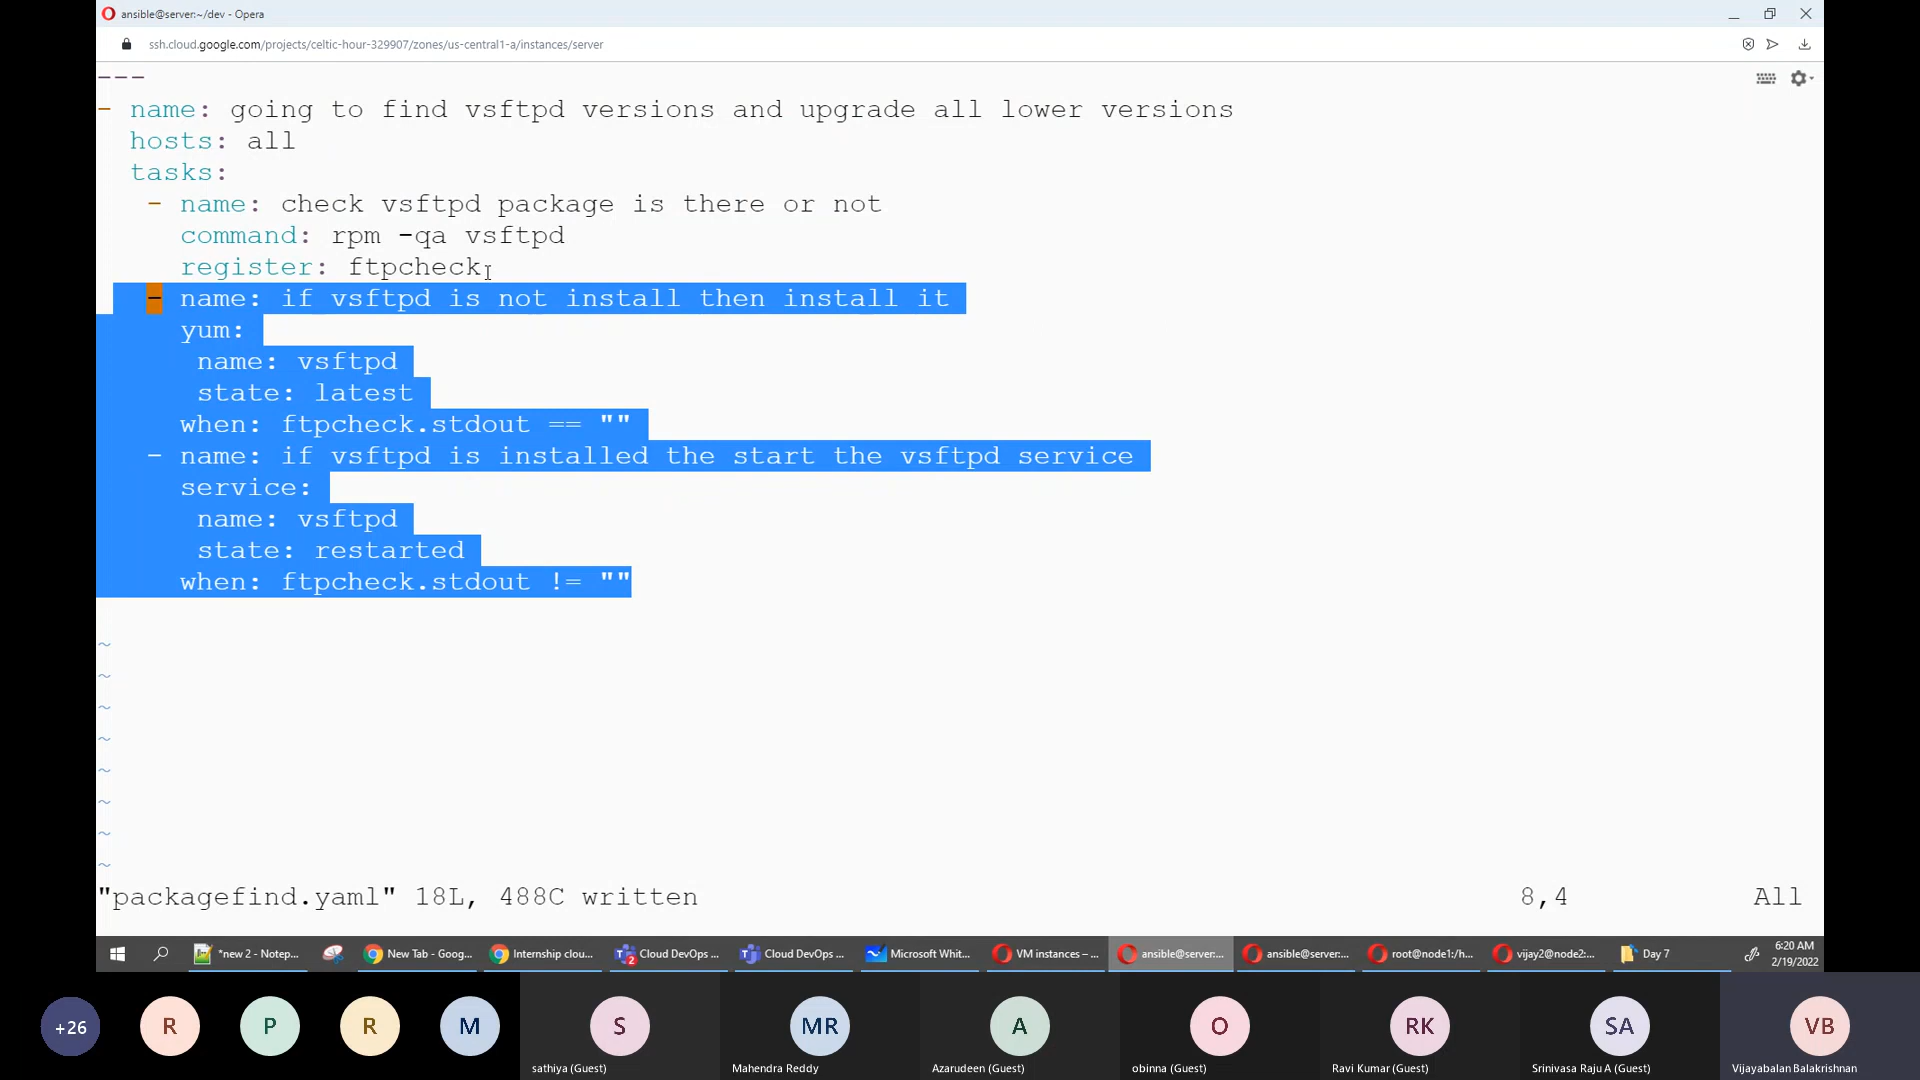 ansible@server:~/dev - Opera
ssh.cloud.google.com/projects/celtic-hour-329907/zones/us-central1-a/instances/server
---
- name: going to find vsftpd versions and upgrade all lower versions
hosts: all
tasks:
- name: check vsftpd package is there or not
command: rpm -qa vsftpd
register: ftpcheck
- name: if vsftpd is not install then install it
yum:
name: vsftpd
state: latest
when: ftpcheck.stdout == ""
- name: if vsftpd is installed the start the vsftpd service
service:
name: vsftpd
state: restarted
when: ftpcheck.stdout != ""
~
~
~
~
~
~
~
~
"packagefind.yaml" 18L, 488C written 8,4 All
*new 2 - Notep... New Tab - Goog... Internship clou... 2 Cloud DevOps ... Cloud DevOps ... Microsoft Whit... VM instances – ... ansible@server:... ansible@server:... root@node1:/h... vijay2@node2:... Day 7 6:20 AM
2/19/2022
+26 R P R M S MR A O RK SA VB
sathiya (Guest) Mahendra Reddy Azarudeen (Guest) obinna (Guest) Ravi Kumar (Guest) Srinivasa Raju A (Guest) Vijayabalan Balakrishnan